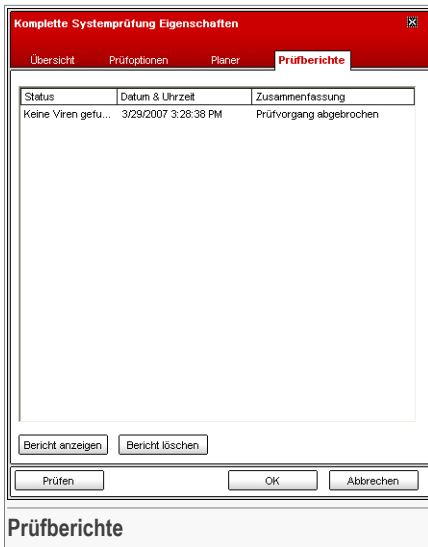 Komplette Systemprüfung Eigenschaften
Übersicht Prüfoptionen Planer Prüfberichte
Status Datum & Uhrzeit Zusammenfassung
Keine Viren gefu... 3/29/2007 3:28:38 PM Prüfvorgang abgebrochen
Bericht anzeigen Bericht löschen
Prüfen OK Abbrechen
Prüfberichte